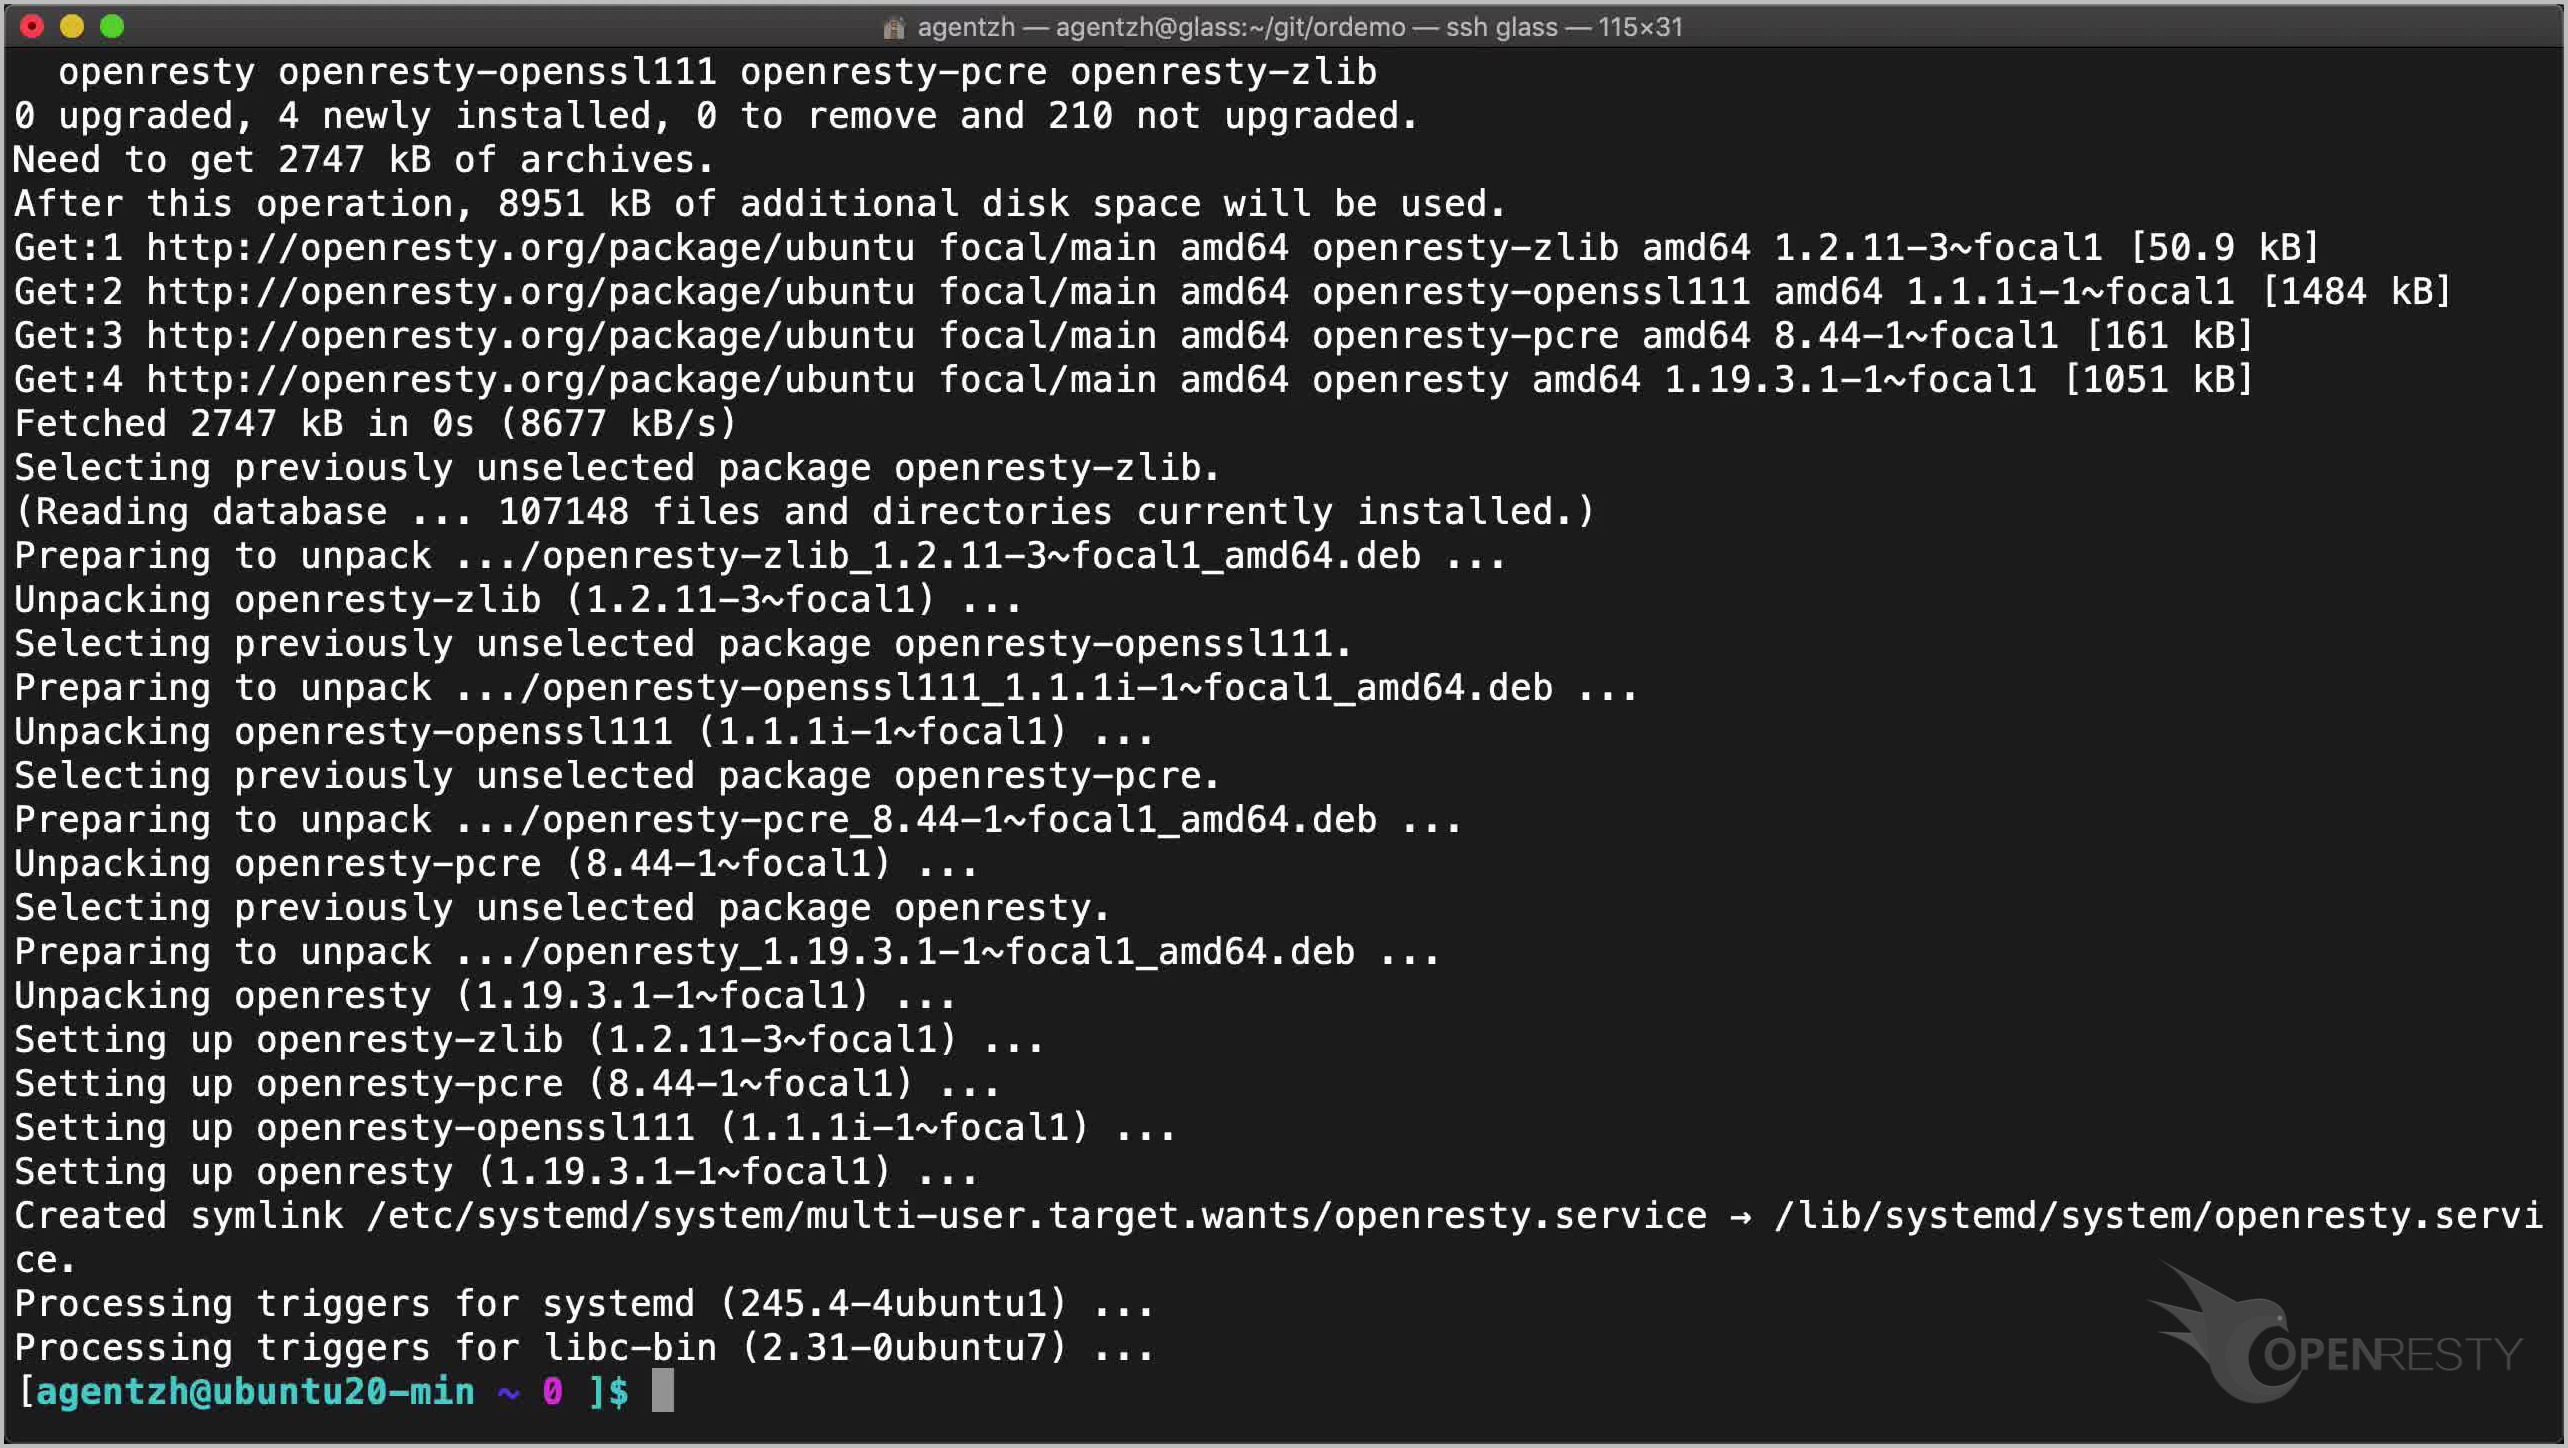 agentzh — agentzh@glass:~/git/ordemo — ssh glass — 115×31
openresty openresty-openssl111 openresty-pcre openresty-zlib
0 upgraded, 4 newly installed, 0 to remove and 210 not upgraded.
Need to get 2747 kB of archives.
After this operation, 8951 kB of additional disk space will be used.
Get:1 http://openresty.org/package/ubuntu focal/main amd64 openresty-zlib amd64 1.2.11-3~focal1 [50.9 kB]
Get:2 http://openresty.org/package/ubuntu focal/main amd64 openresty-openssl111 amd64 1.1.1i-1~focal1 [1484 kB]
Get:3 http://openresty.org/package/ubuntu focal/main amd64 openresty-pcre amd64 8.44-1~focal1 [161 kB]
Get:4 http://openresty.org/package/ubuntu focal/main amd64 openresty amd64 1.19.3.1-1~focal1 [1051 kB]
Fetched 2747 kB in 0s (8677 kB/s)
Selecting previously unselected package openresty-zlib.
(Reading database ... 107148 files and directories currently installed.)
Preparing to unpack .../openresty-zlib_1.2.11-3~focal1_amd64.deb ...
Unpacking openresty-zlib (1.2.11-3~focal1) ...
Selecting previously unselected package openresty-openssl111.
Preparing to unpack .../openresty-openssl111_1.1.1i-1~focal1_amd64.deb ...
Unpacking openresty-openssl111 (1.1.1i-1~focal1) ...
Selecting previously unselected package openresty-pcre.
Preparing to unpack .../openresty-pcre_8.44-1~focal1_amd64.deb ...
Unpacking openresty-pcre (8.44-1~focal1) ...
Selecting previously unselected package openresty.
Preparing to unpack .../openresty_1.19.3.1-1~focal1_amd64.deb ...
Unpacking openresty (1.19.3.1-1~focal1) ...
Setting up openresty-zlib (1.2.11-3~focal1) ...
Setting up openresty-pcre (8.44-1~focal1) ...
Setting up openresty-openssl111 (1.1.1i-1~focal1) ...
Setting up openresty (1.19.3.1-1~focal1) ...
Created symlink /etc/systemd/system/multi-user.target.wants/openresty.service → /lib/systemd/system/openresty.servi
ce.
Processing triggers for systemd (245.4-4ubuntu1) ...
Processing triggers for libc-bin (2.31-0ubuntu7) ...
[agentzh@ubuntu20-min ~ 0 ]$
OPENRESTY